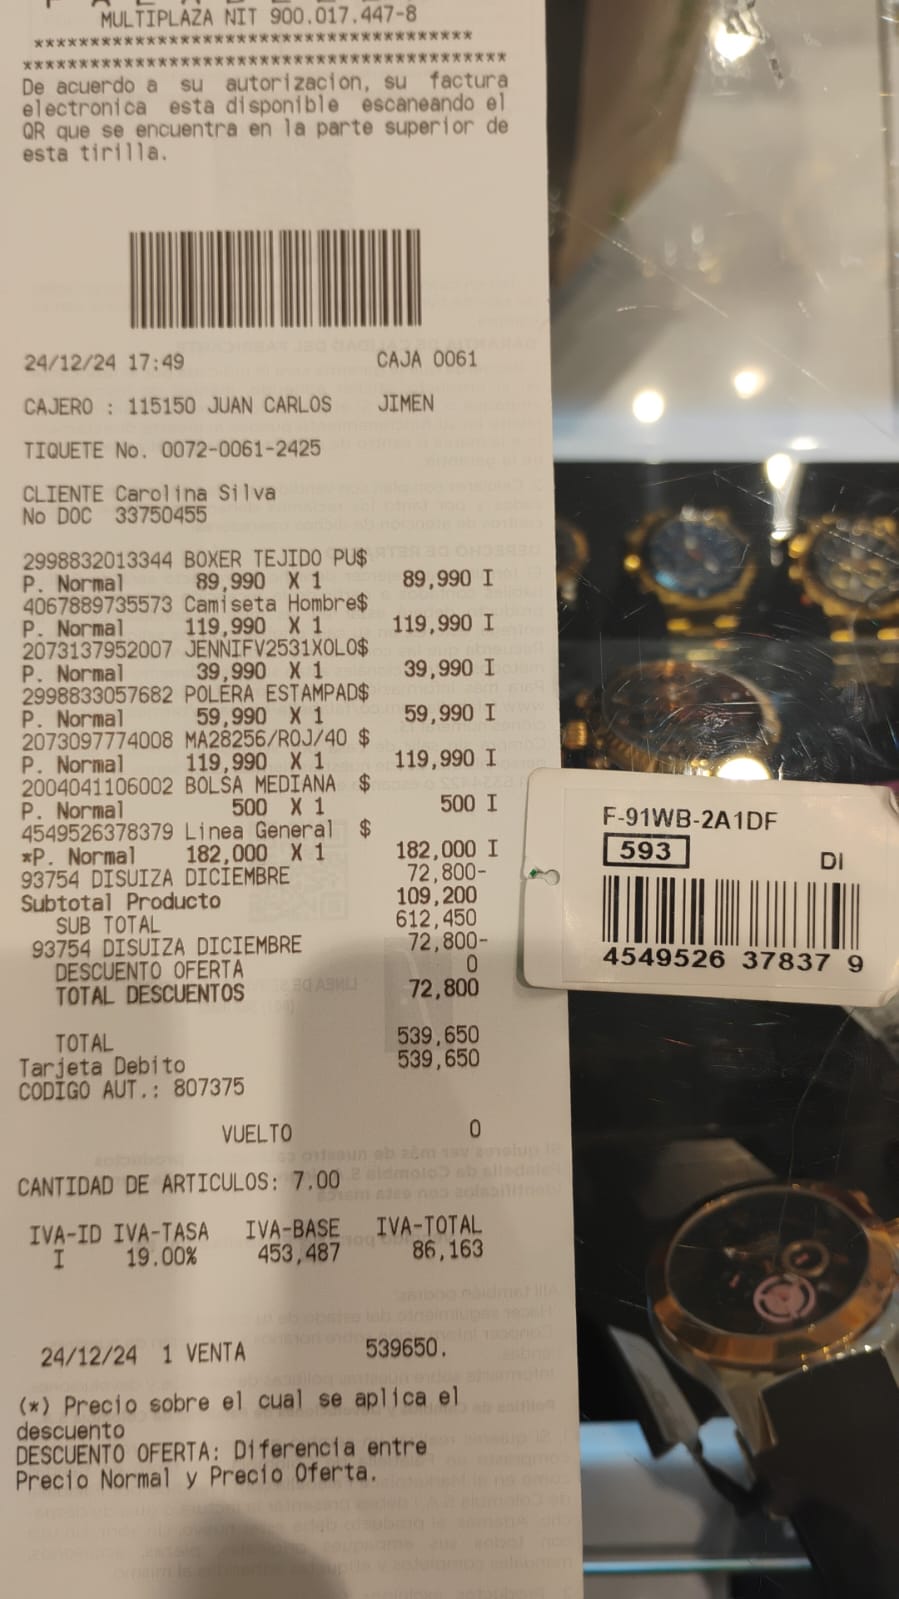 MULTIPLAZA NIT 900.017.447-8
***************************************
*******************************************
De acuerdo a su autorizacion, su factura
electronica esta disponible escaneando el
QR que se encuentra en la parte superior de
esta tirilla.
24/12/24 17:49 CAJA 0061
CAJERO : 115150 JUAN CARLOS JIMEN
TIQUETE No. 0072-0061-2425
CLIENTE Carolina Silva
No DOC 33750455
2998832013344 BOXER TEJIDO PU$
P. Normal 89,990 X 1 89,990 I
4067889735573 Camiseta Hombre$
P. Normal 119,990 X 1 119,990 I
2073137952007 JENNIFV2531XOLO$
P. Normal 39,990 X 1 39,990 I
2998833057682 POLERA ESTAMPAD$
P. Normal 59,990 X 1 59,990 I
2073097774008 MA28256/ROJ/40 $
P. Normal 119,990 X 1 119,990 I
2004041106002 BOLSA MEDIANA $
P. Normal 500 X 1 500 I
4549526378379 Linea General $
*P. Normal 182,000 X 1 182,000 I
93754 DISUIZA DICIEMBRE 72,800-
Subtotal Producto 109,200
SUB TOTAL 612,450
93754 DISUIZA DICIEMBRE 72,800-
DESCUENTO OFERTA 0
TOTAL DESCUENTOS 72,800
TOTAL 539,650
Tarjeta Debito 539,650
CODIGO AUT.: 807375
VUELTO 0
CANTIDAD DE ARTICULOS: 7.00
IVA-ID IVA-TASA IVA-BASE IVA-TOTAL
I 19.00% 453,487 86,163
24/12/24 1 VENTA 539650.
(*) Precio sobre el cual se aplica el
descuento
DESCUENTO OFERTA: Diferencia entre
Precio Normal y Precio Oferta.
F-91WB-2A1DF
593 DI
4549526 37837 9